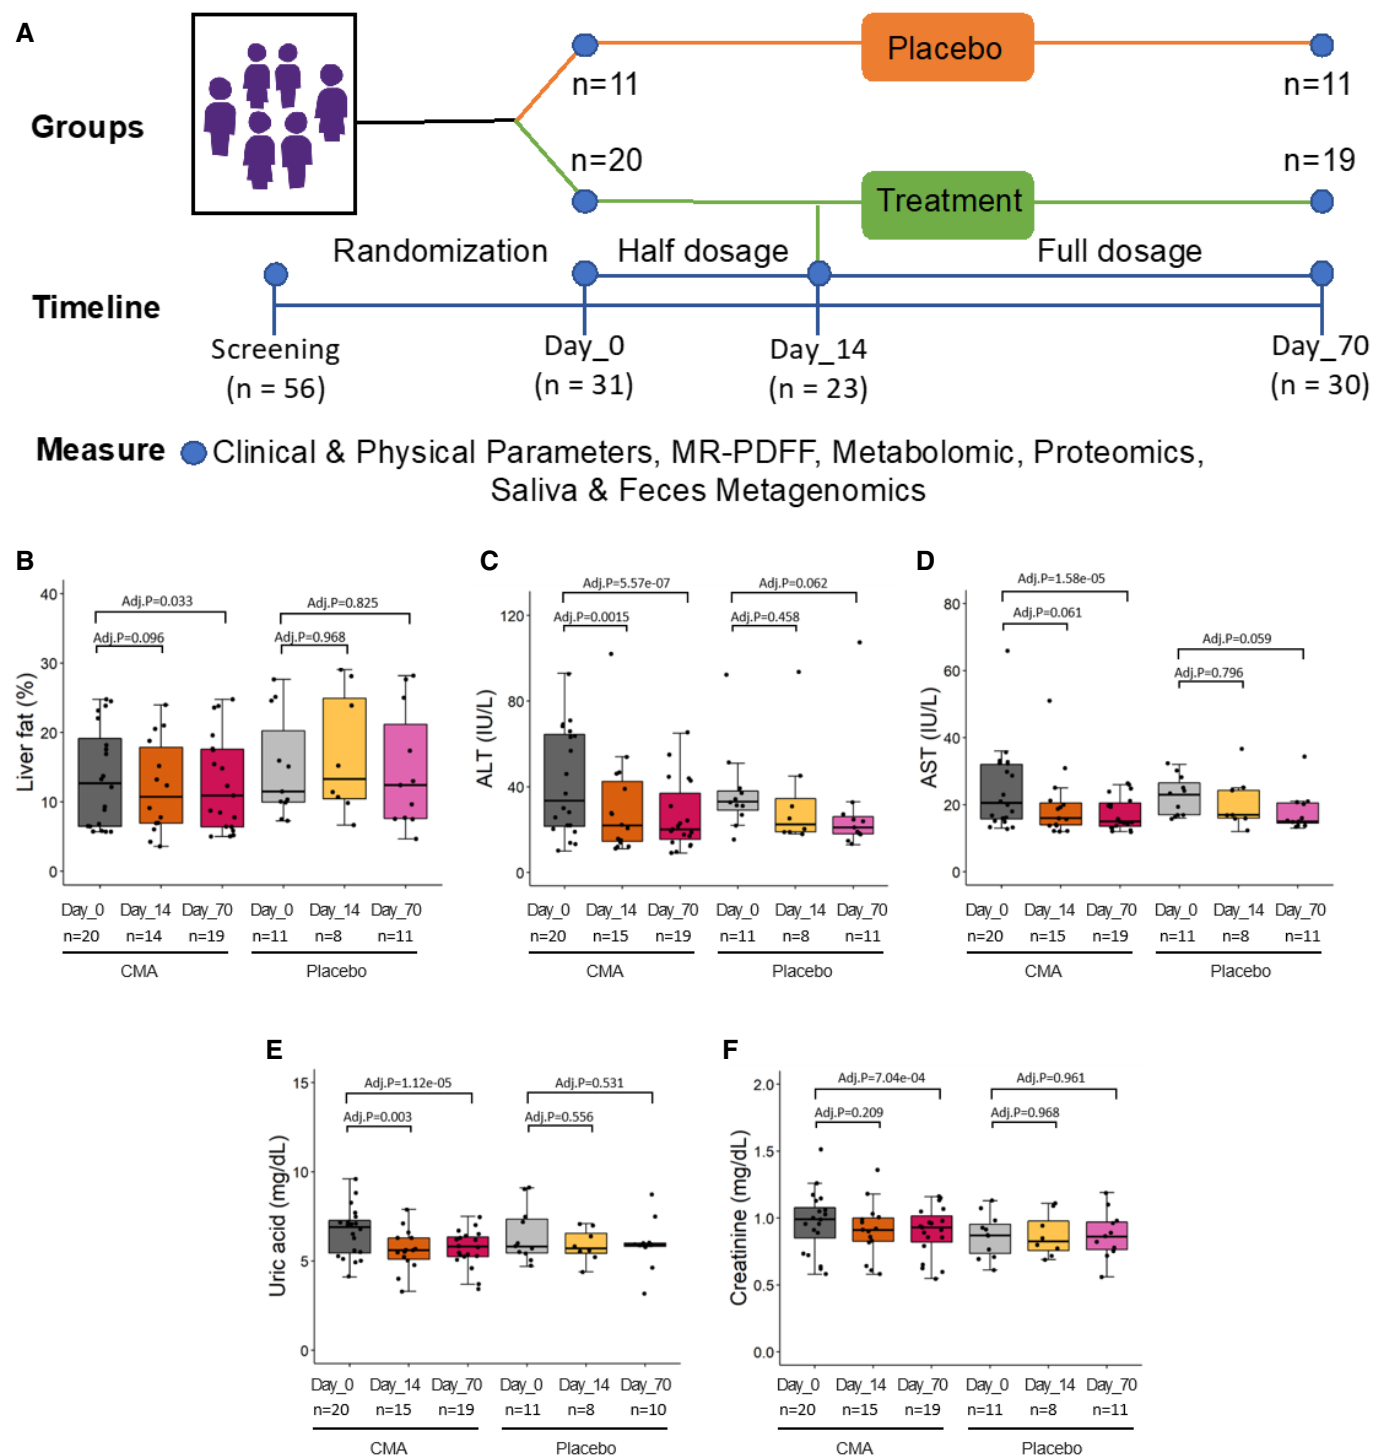 A
Placebo
n=11
n=11
Groups
n=20
n=19
Treatment
Randomization
Half dosage
Full dosage
Timeline
Screening
Day_0
Day_14
Day_70
(n = 56)
(n = 31)
(n = 23)
(n = 30)
Measure
Clinical & Physical Parameters, MR-PDFF, Metabolomic, Proteomics,
Saliva & Feces Metagenomics
B
Liver fat (%)
40
30
20
10
0
Adj.P=0.033
Adj.P=0.096
Adj.P=0.825
Adj.P=0.968
Day_0 Day_14 Day_70 Day_0 Day_14 Day_70
n=20 n=14 n=19 n=11 n=8 n=11
CMA Placebo
C
ALT (IU/L)
120
80
40
0
Adj.P=5.57e-07
Adj.P=0.0015
Adj.P=0.062
Adj.P=0.458
Day_0 Day_14 Day_70 Day_0 Day_14 Day_70
n=20 n=15 n=19 n=11 n=8 n=11
CMA Placebo
D
AST (IU/L)
80
60
40
20
0
Adj.P=1.58e-05
Adj.P=0.061
Adj.P=0.059
Adj.P=0.796
Day_0 Day_14 Day_70 Day_0 Day_14 Day_70
n=20 n=15 n=19 n=11 n=8 n=11
CMA Placebo
E
Uric acid (mg/dL)
15
10
5
0
Adj.P=1.12e-05
Adj.P=0.003
Adj.P=0.531
Adj.P=0.556
Day_0 Day_14 Day_70 Day_0 Day_14 Day_70
n=20 n=15 n=19 n=11 n=8 n=10
CMA Placebo
F
Creatinine (mg/dL)
2.0
1.5
1.0
0.5
0.0
Adj.P=7.04e-04
Adj.P=0.209
Adj.P=0.961
Adj.P=0.968
Day_0 Day_14 Day_70 Day_0 Day_14 Day_70
n=20 n=15 n=19 n=11 n=8 n=11
CMA Placebo